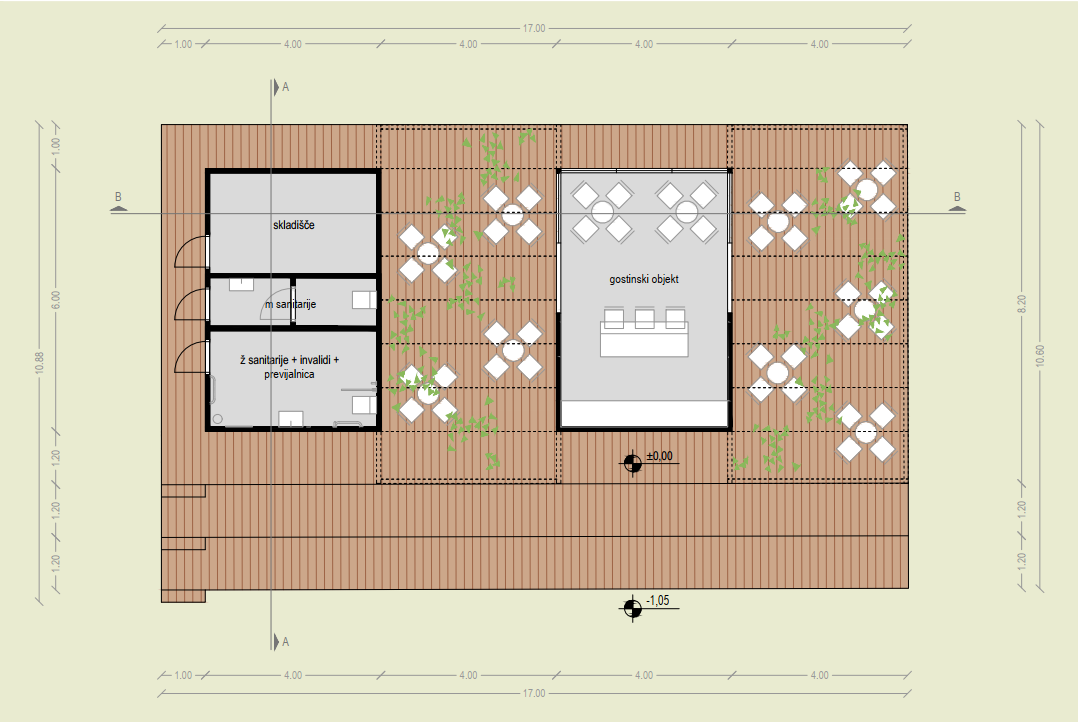 17.00
1.00 4.00 4.00 4.00 4.00
A
1.00
B B
skladišče
gostinski objekt
m sanitarije
6.00
8.20
10.88
10.60
ž sanitarije + invalidi +
previjalnica
±0,00
1.20
1.20
1.20
1.20
1.20
-1,05
A
1.00 4.00 4.00 4.00 4.00
17.00